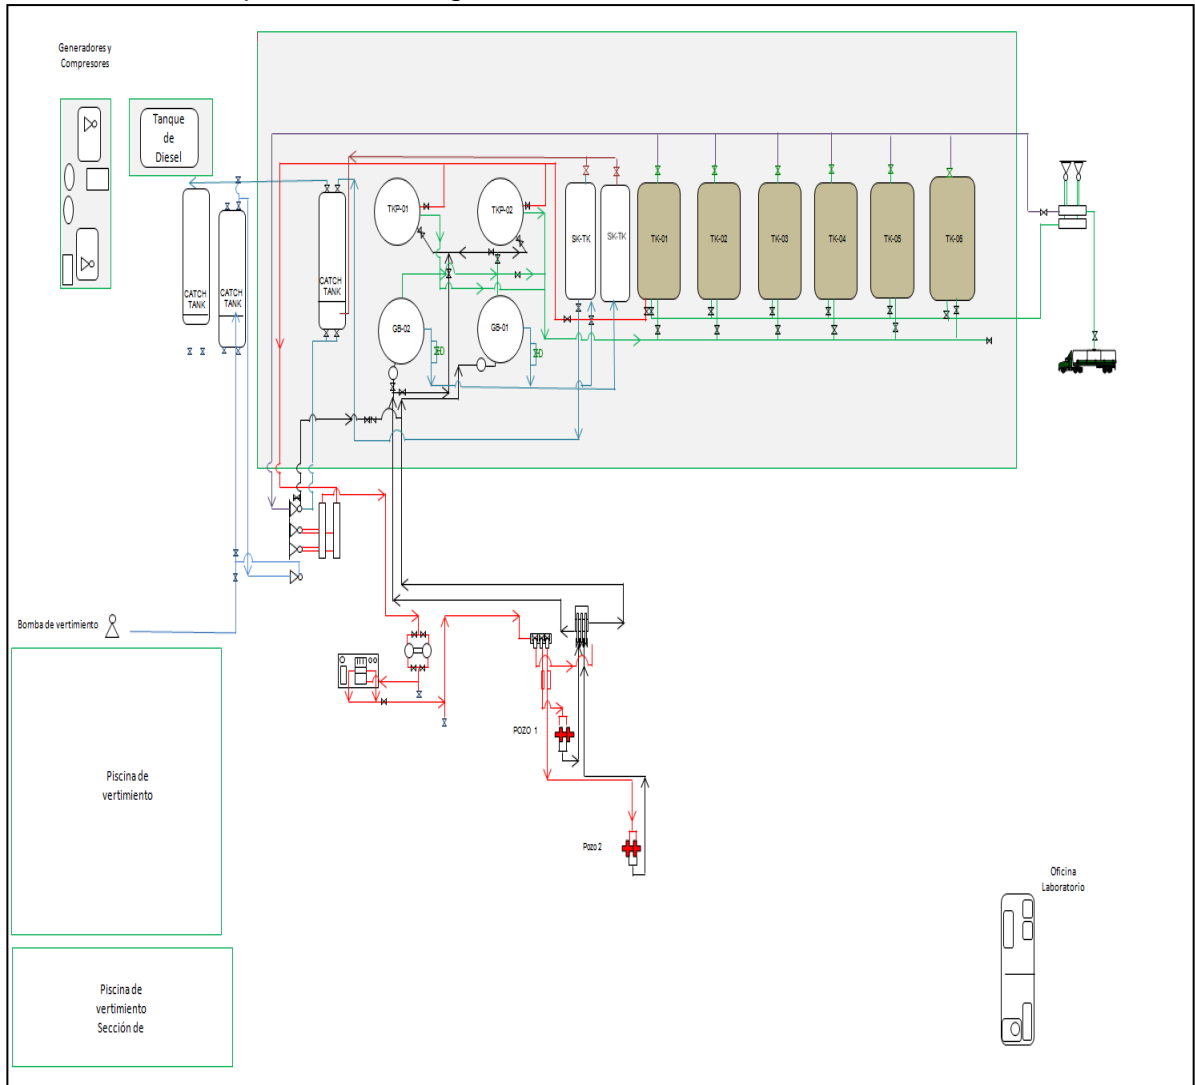 Generadores y
Compresores
Tanque
de
Diesel
TKP-01
TKP-02
SK-TK
SK-TK
TK-01
TK-02
TK-03
TK-04
TK-05
TK-06
CATCH
TANK
CATCH
TANK
CATCH
TANK
GB-02
GB-01
Bomba de vertimiento
POZO 1
Piscina de
vertimiento
Pozo 2
Oficina
Laboratorio
Piscina de
vertimiento
Sección de